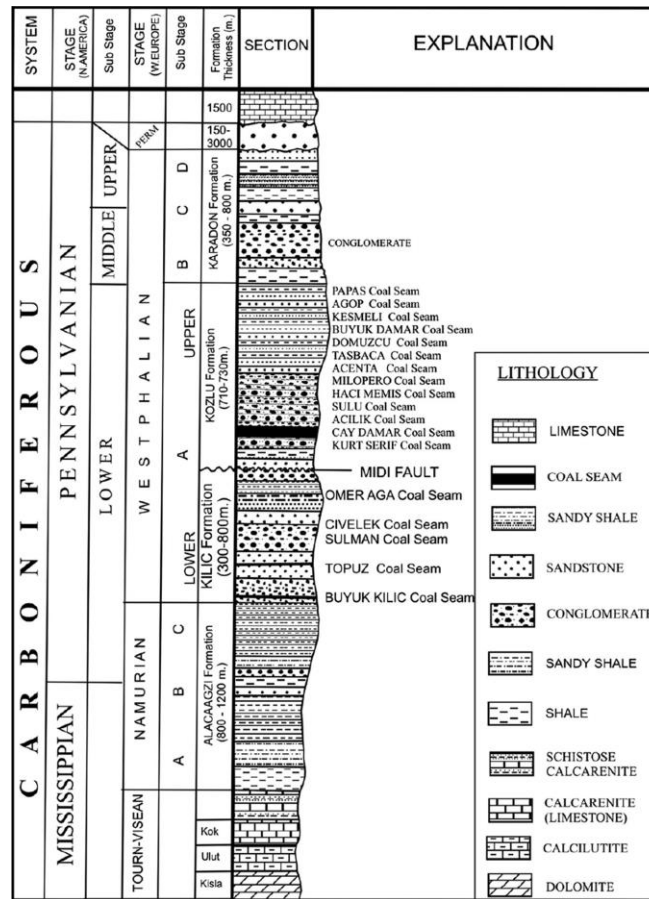 SYSTEM
STAGE
(N.AMERICA)
Sub Stage
STAGE
(W.EUROPE)
Sub Stage
Formation
Thickness (m.)
SECTION
EXPLANATION
CARBONIFEROUS
PENNSYLVANIAN
MISSISSIPPIAN
UPPER
MIDDLE
LOWER
PERM
WESTPHALIAN
NAMURIAN
TOURN-VISEAN
D
C
B
UPPER
A
LOWER
C
B
A
1500
150-
3000
KARADON Formation
(350 - 800 m.)
KOZLU Formation
(710-730m.)
KILIC Formation
(300-800m.)
ALACAAGZI Formation
(800 - 1200 m.)
Kok
Ulut
Kisla
CONGLOMERATE
PAPAS Coal Seam
AGOP Coal Seam
KESMELI Coal Seam
BUYUK DAMAR Coal Seam
DOMUZCU Coal Seam
TASBACA Coal Seam
ACENTA Coal Seam
MILOPERO Coal Seam
HACI MEMIS Coal Seam
SULU Coal Seam
ACILIK Coal Seam
CAY DAMAR Coal Seam
KURT SERIF Coal Seam
MIDI FAULT
OMER AGA Coal Seam
CIVELEK Coal Seam
SULMAN Coal Seam
TOPUZ Coal Seam
BUYUK KILIC Coal Seam
LITHOLOGY
LIMESTONE
COAL SEAM
SANDY SHALE
SANDSTONE
CONGLOMERATE
SANDY SHALE
SHALE
SCHISTOSE
CALCARENITE
CALCARENITE
(LIMESTONE)
CALCILUTITE
DOLOMITE